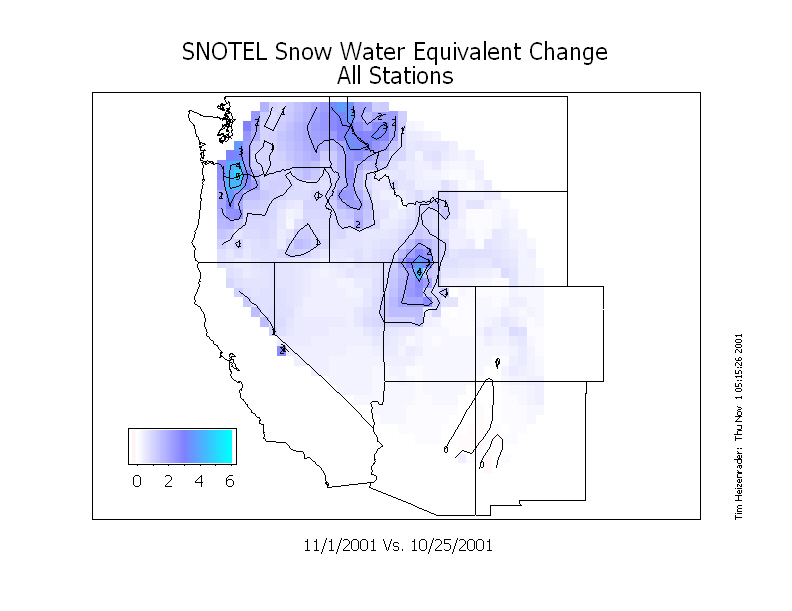 SNOTEL Snow Water Equivalent Change
All Stations
0 2 4 6
11/1/2001 Vs. 10/25/2001
Tim Heizenrader: Thu Nov 1 05:15:26 2001